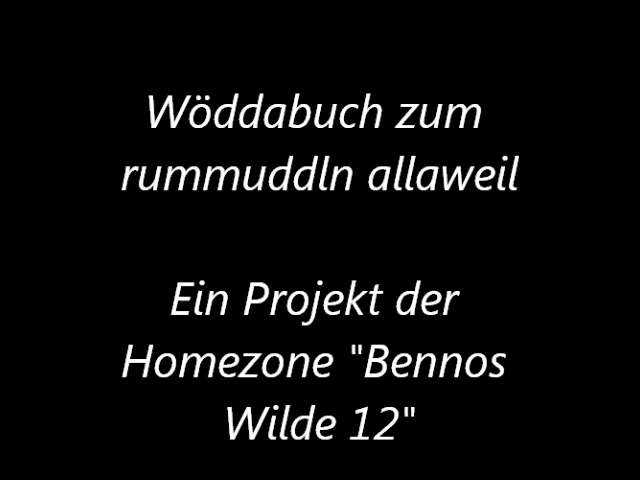 Wöddabuch zum
rummuddln allaweil
Ein Projekt der
Homezone "Bennos
Wilde 12"